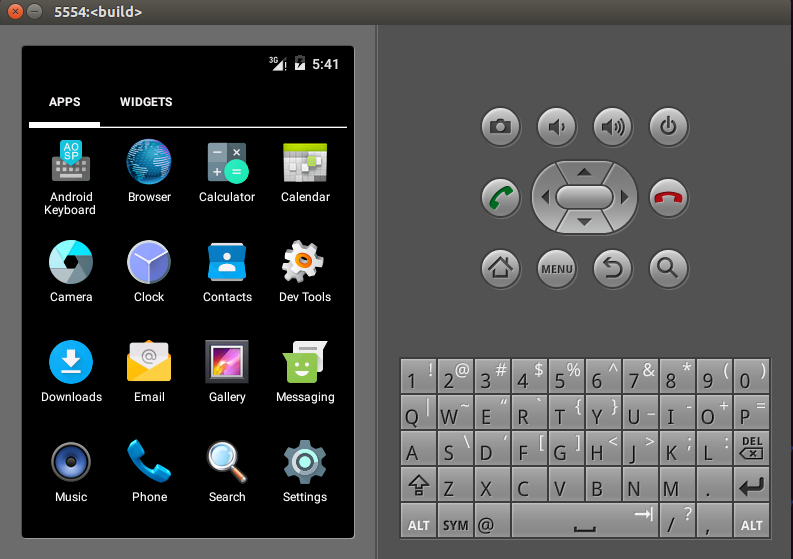 5554:<build>
3G 5:41
APPS WIDGETS
AO
SP
Android Keyboard
Browser
Calculator
Calendar
Camera
Clock
Contacts
Dev Tools
Downloads
Email
Gallery
Messaging
Music
Phone
Search
Settings
MENU
1 ! 2 @ 3 # 4 $ 5 % 6 ^ 7 & 8 * 9 ( 0 )
Q | W ~ E “ R ` T { Y } U _ I - O + P =
A S \ D ‘ F [ G ] H < J > K ; L : DEL
Z X C V B N M .
ALT SYM @ / ? , ALT